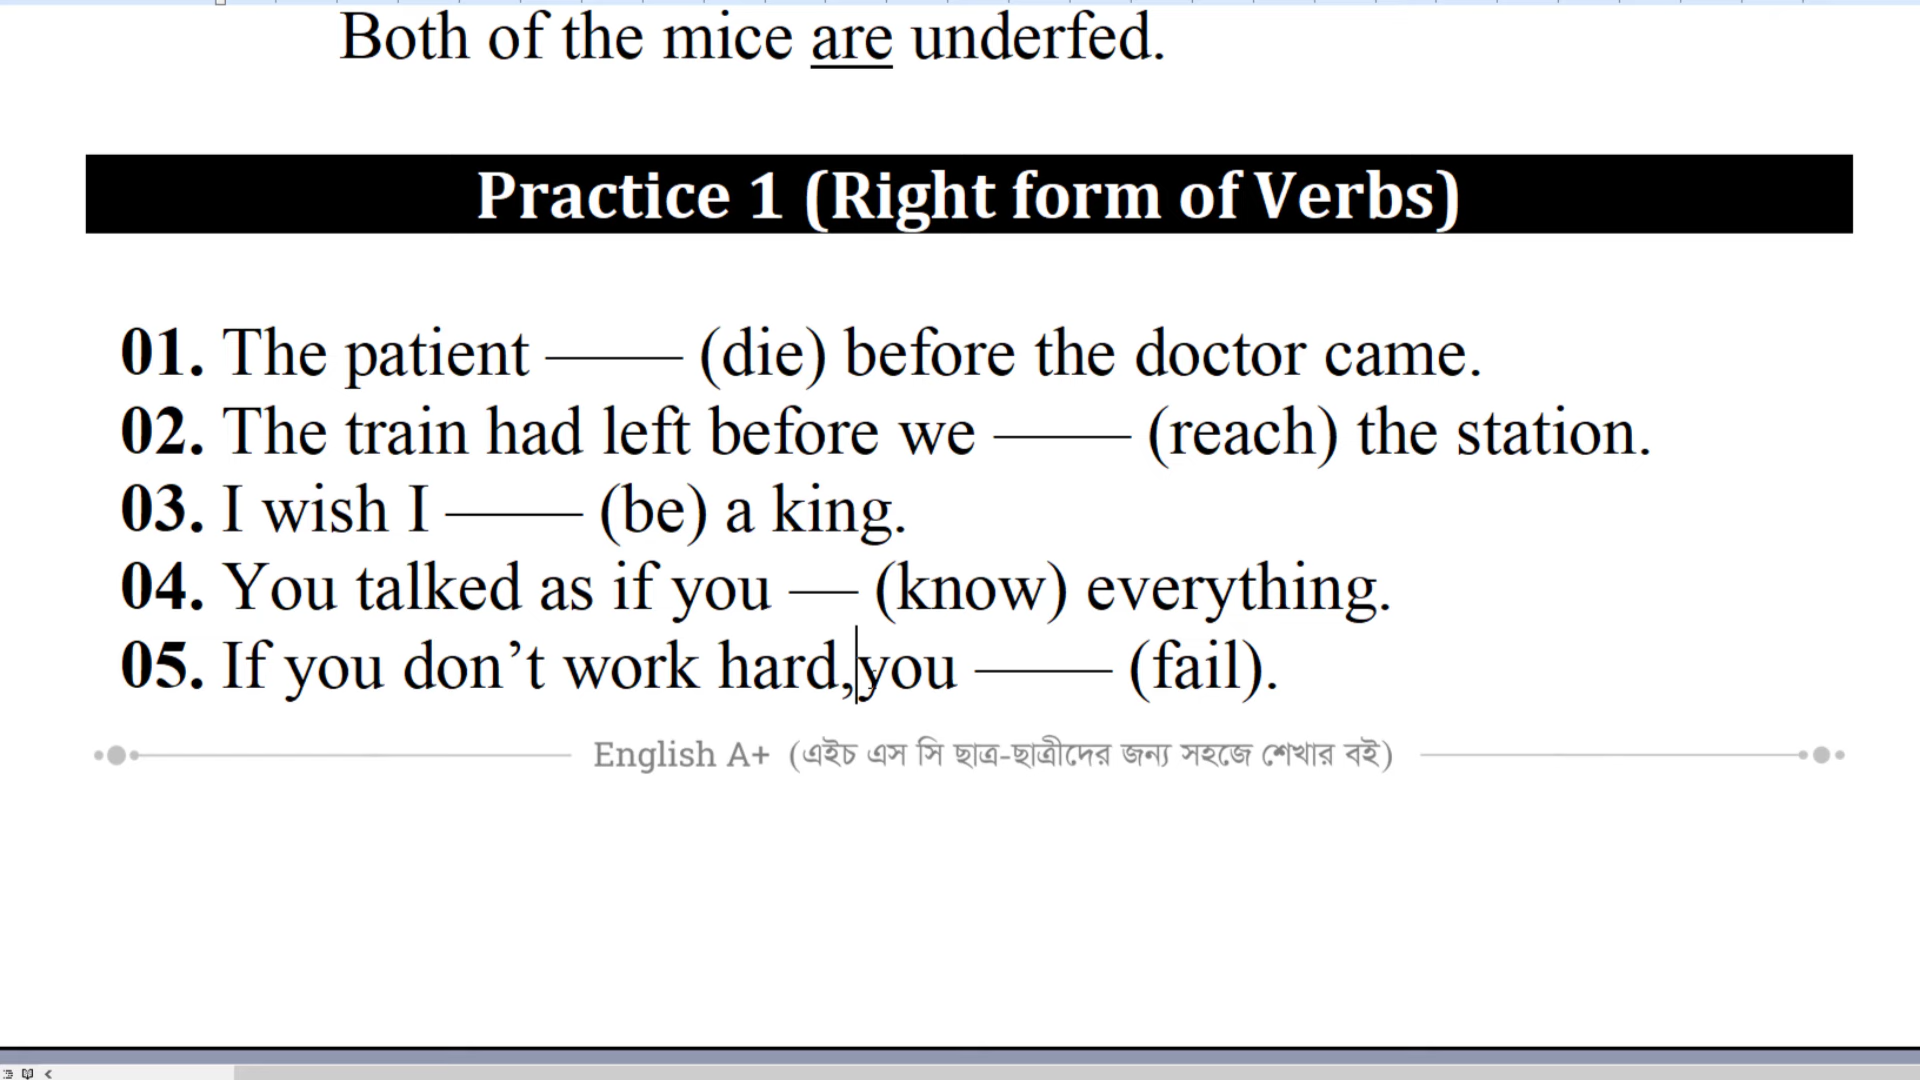 Both of the mice are underfed.
Practice 1 (Right form of Verbs)
01. The patient —— (die) before the doctor came.
02. The train had left before we —— (reach) the station.
03. I wish I —— (be) a king.
04. You talked as if you — (know) everything.
05. If you don’t work hard,you —— (fail).
English A+ (এইচ এস সি ছাত্র-ছাত্রীদের জন্য সহজে শেখার বই)